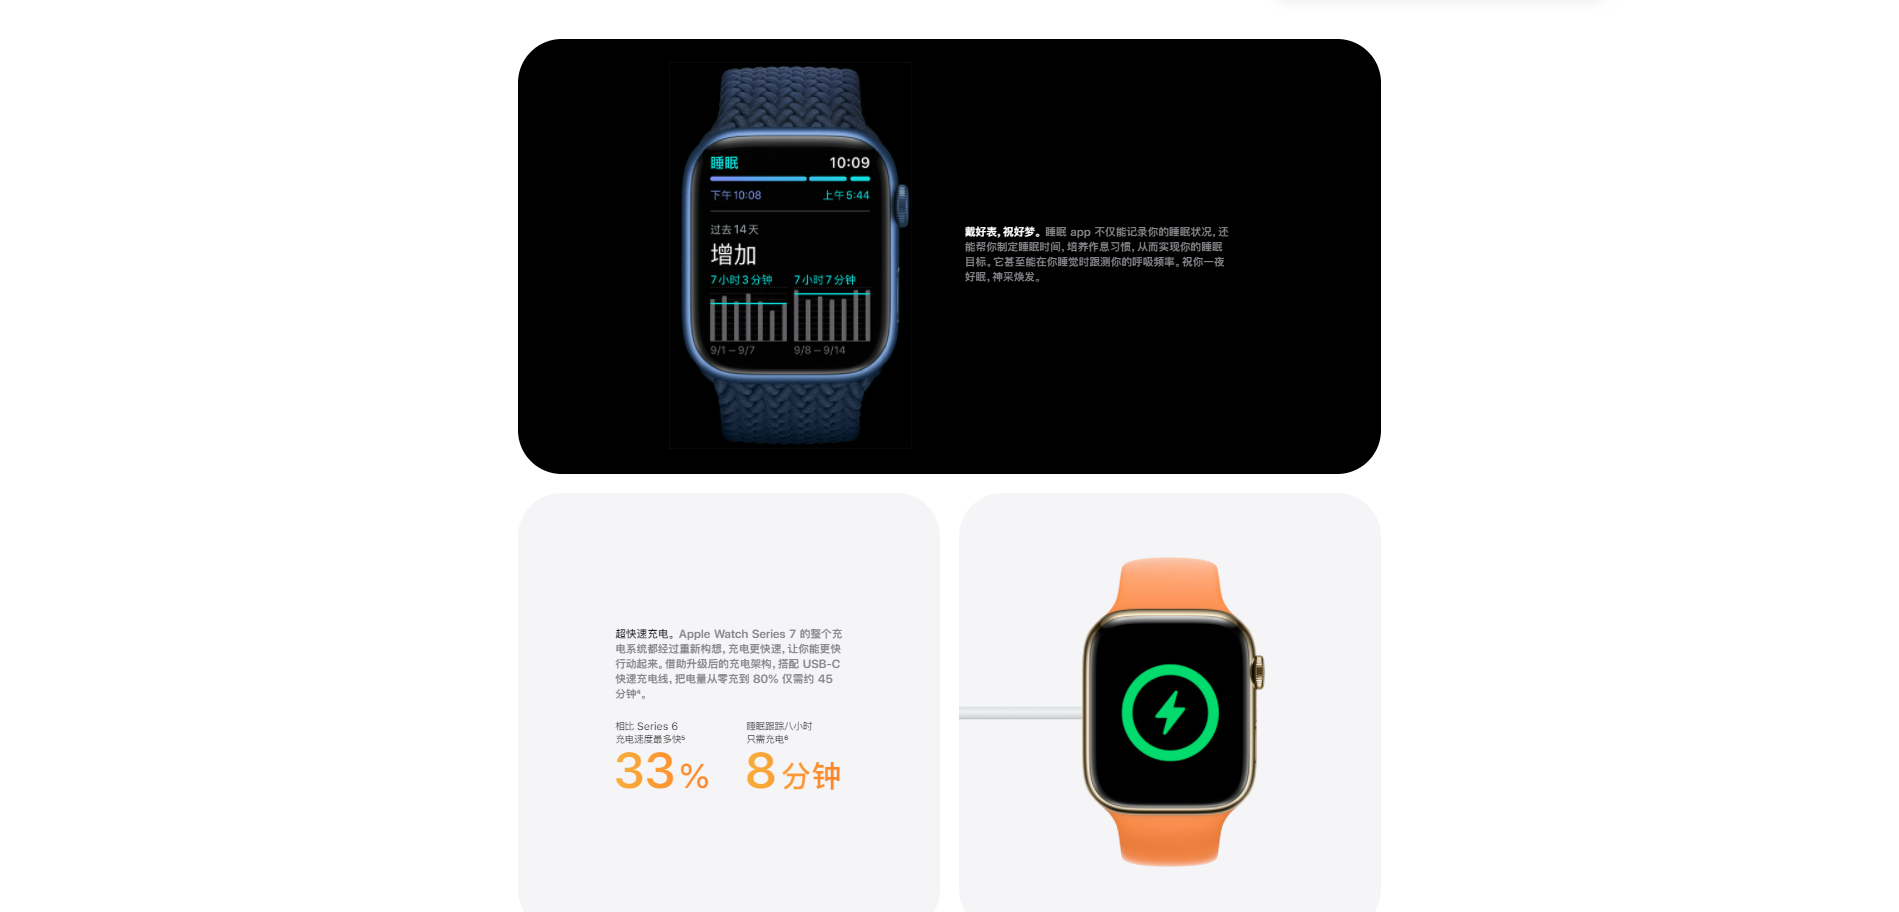 睡眠 10:09
下午10:08 上午5:44
过去14天
增加
7小时3分钟 7小时7分钟
9/1 – 9/7 9/8 – 9/14
戴好表，祝好梦。睡眠 app 不仅能记录你的睡眠状况，还
能帮你制定睡眠时间，培养作息习惯，从而实现你的睡眠
目标。它甚至能在你睡觉时跟测你的呼吸频率。祝你一夜
好眠，神采焕发。
超快速充电。Apple Watch Series 7 的整个充
电系统都经过重新构想，充电更快速，让你能更快
行动起来。借助升级后的充电架构，搭配 USB-C
快速充电线，把电量从零充到 80% 仅需约 45
分钟⁴。
相比 Series 6
充电速度最多快⁵
33%
睡眠跟踪八小时
只需充电⁶
8分钟